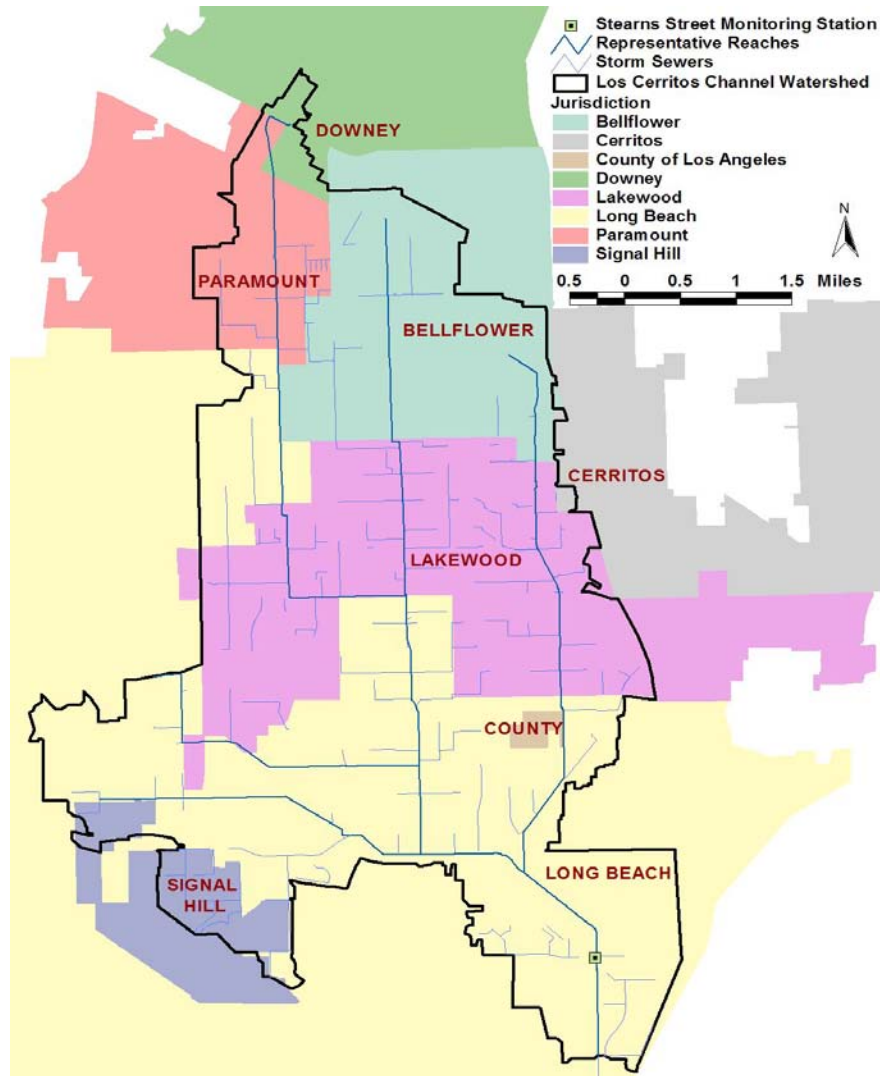 Stearns Street Monitoring Station
Representative Reaches
Storm Sewers
Los Cerritos Channel Watershed
Jurisdiction
Bellflower
Cerritos
County of Los Angeles
Downey
Lakewood
Long Beach
Paramount
Signal Hill
N
0.5 0 0.5 1 1.5 Miles
DOWNEY
PARAMOUNT
BELLFLOWER
CERRITOS
LAKEWOOD
COUNTY
LONG BEACH
SIGNAL
HILL